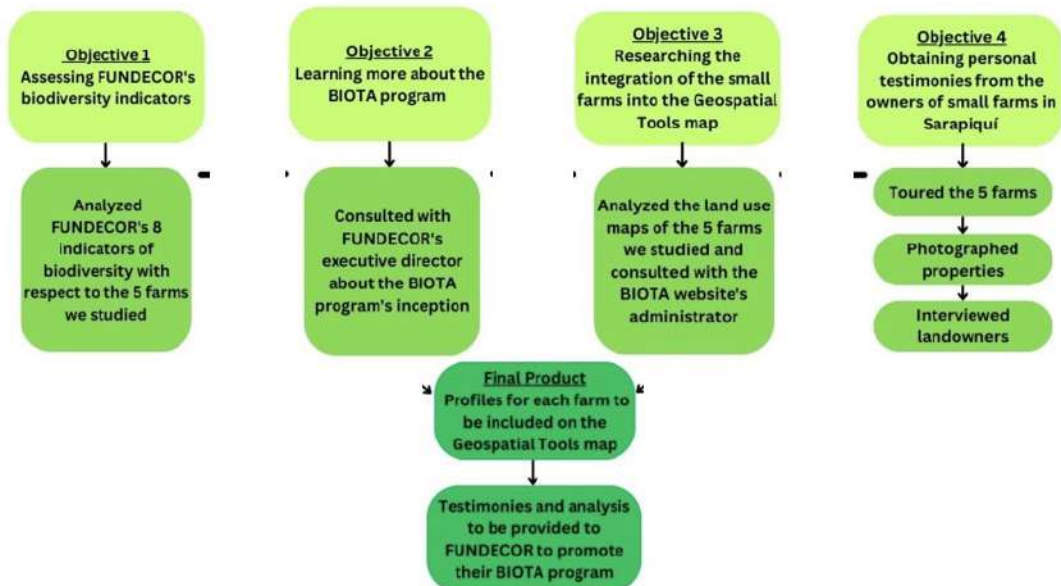 Objective 1
Assessing FUNDECOR's
biodiversity indicators
Analyzed
FUNDECOR's 8
indicators of
biodiversity with
respect to the 5 farms
we studied
Objective 2
Learning more about the
BIOTA program
Consulted with
FUNDECOR's
executive director
about the BIOTA
program's inception
Objective 3
Researching the
integration of the small
farms into the Geospatial
Tools map
Analyzed the land use
maps of the 5 farms
we studied and
consulted with the
BIOTA website's
administrator
Objective 4
Obtaining personal
testimonies from the
owners of small farms in
Sarapiquí
Toured the 5 farms
Photographed
properties
Interviewed
landowners
Final Product
Profiles for each farm to
be included on the
Geospatial Tools map
Testimonies and analysis
to be provided to
FUNDECOR to promote
their BIOTA program